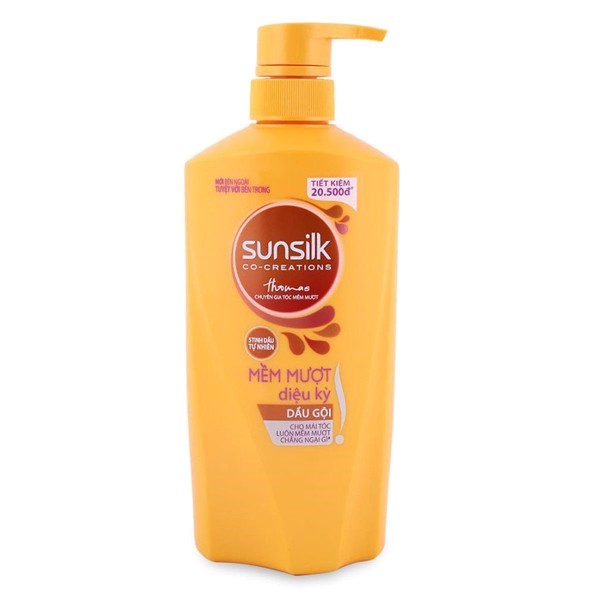 MỚI BÊN NGOÀI
TUYỆT VỜI BÊN TRONG
TIẾT KIỆM
20.500đ*
sunsilk
CO-CREATIONS
Thomas
CHUYÊN GIA TÓC MỀM MƯỢT
5 TINH DẦU
TỰ NHIÊN
MỀM MƯỢT
diệu kỳ
DẦU GỘI
CHO MÁI TÓC
LUÔN MỀM MƯỢT
CHẲNG NGẠI GÌ*